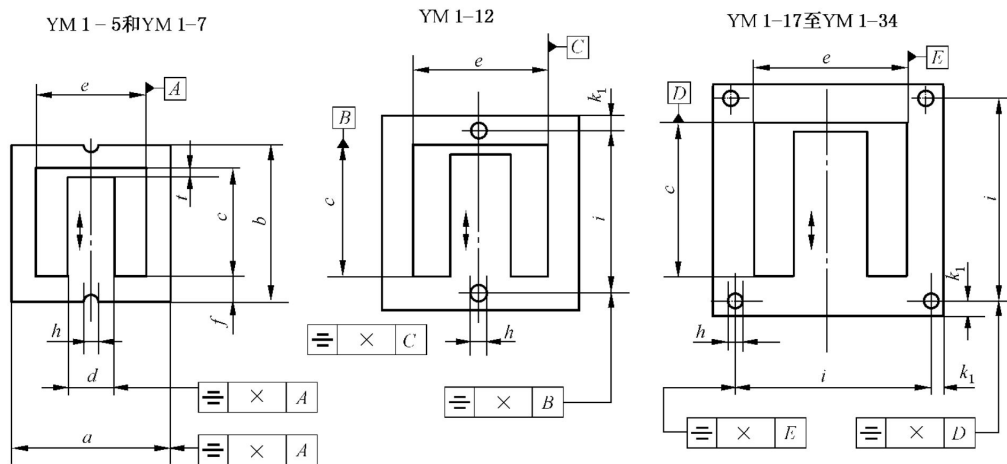 YM 1－5和YM 1－7
YM 1－12
YM 1－17至YM 1－34
e
A
t
c
b
f
h
d
a
⌯ × A
⌯ × A
e
C
k₁
B
c
i
h
⌯ × C
⌯ × B
e
E
D
c
i
k₁
h
i
k₁
⌯ × E
⌯ × D